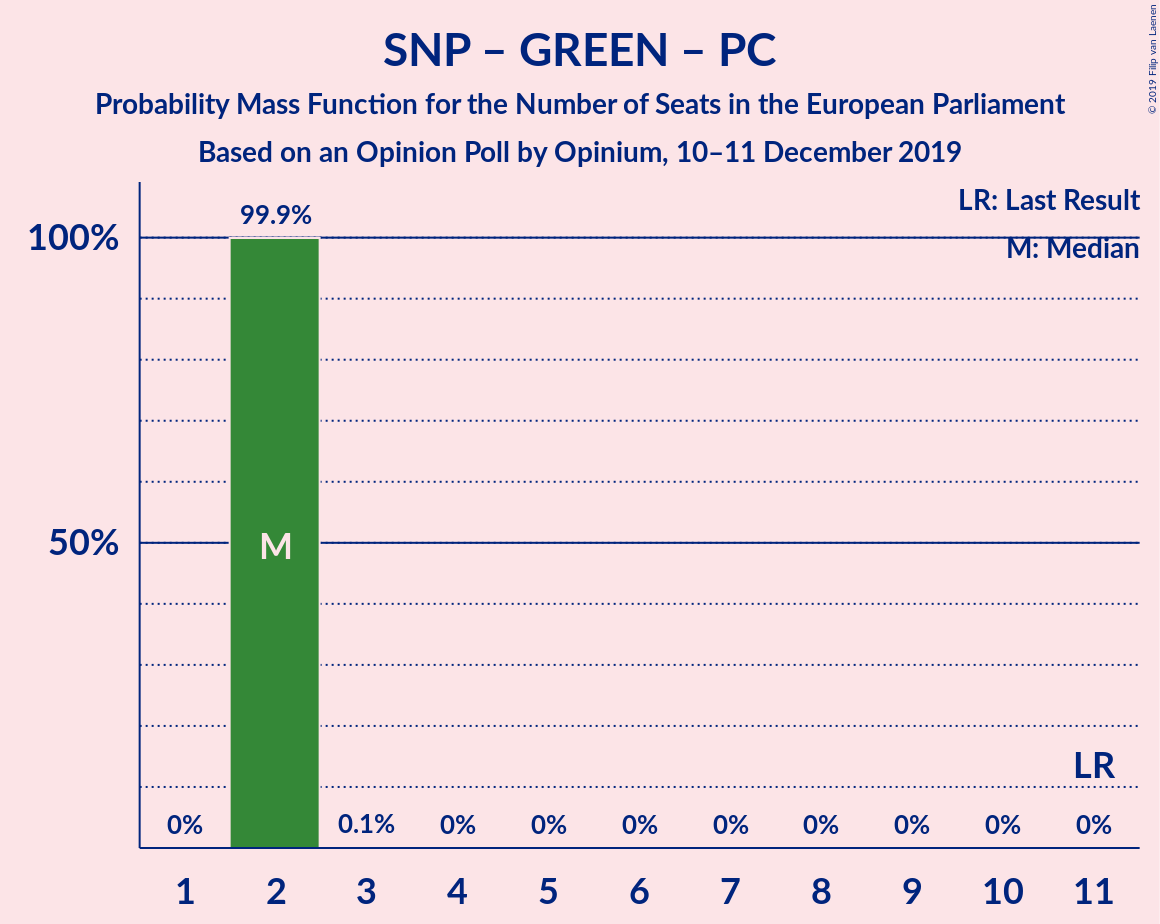 SNP – GREEN – PC
Probability Mass Function for the Number of Seats in the European Parliament
Based on an Opinion Poll by Opinium, 10–11 December 2019
© 2019 Filip van Laenen
LR: Last Result
M: Median
99.9%
100%
50%
M
LR
0% 0.1% 0% 0% 0% 0% 0% 0% 0% 0%
1 2 3 4 5 6 7 8 9 10 11